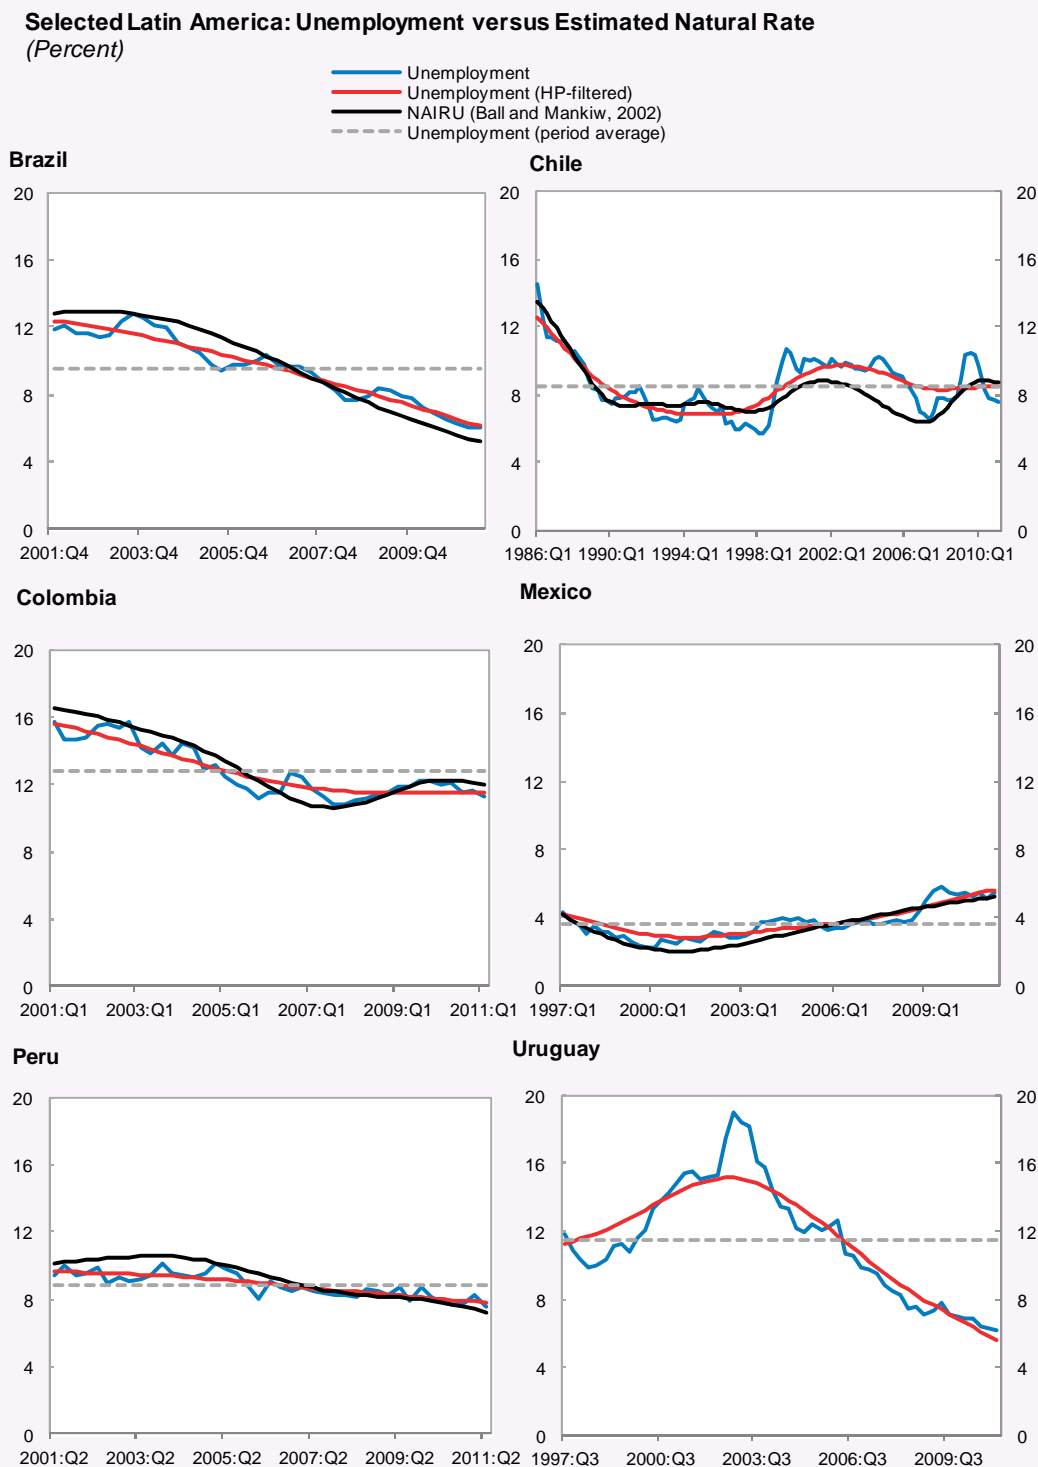 Selected Latin America: Unemployment versus Estimated Natural Rate
(Percent)
Unemployment
Unemployment (HP-filtered)
NAIRU (Ball and Mankiw, 2002)
Unemployment (period average)
Brazil
20
16
12
8
4
0
2001:Q4 2003:Q4 2005:Q4 2007:Q4 2009:Q4
Chile
20 20
16 16
12 12
8 8
4 4
0 0
1986:Q1 1990:Q1 1994:Q1 1998:Q1 2002:Q1 2006:Q1 2010:Q1
Colombia
20
16
12
8
4
0
2001:Q1 2003:Q1 2005:Q1 2007:Q1 2009:Q1 2011:Q1
Mexico
20 20
16 16
12 12
8 8
4 4
0 0
1997:Q1 2000:Q1 2003:Q1 2006:Q1 2009:Q1
Peru
20
16
12
8
4
0
2001:Q2 2003:Q2 2005:Q2 2007:Q2 2009:Q2 2011:Q2
Uruguay
20 20
16 16
12 12
8 8
4 4
0 0
1997:Q3 2000:Q3 2003:Q3 2006:Q3 2009:Q3